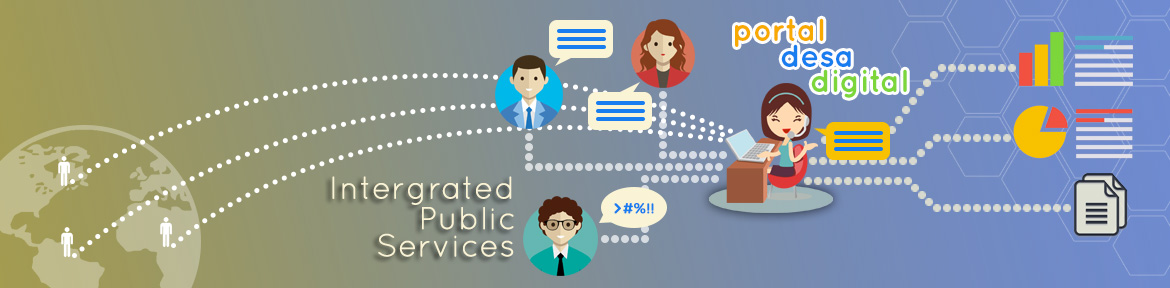 portal
desa
digital
Intergrated
Public
Services
>#%!!